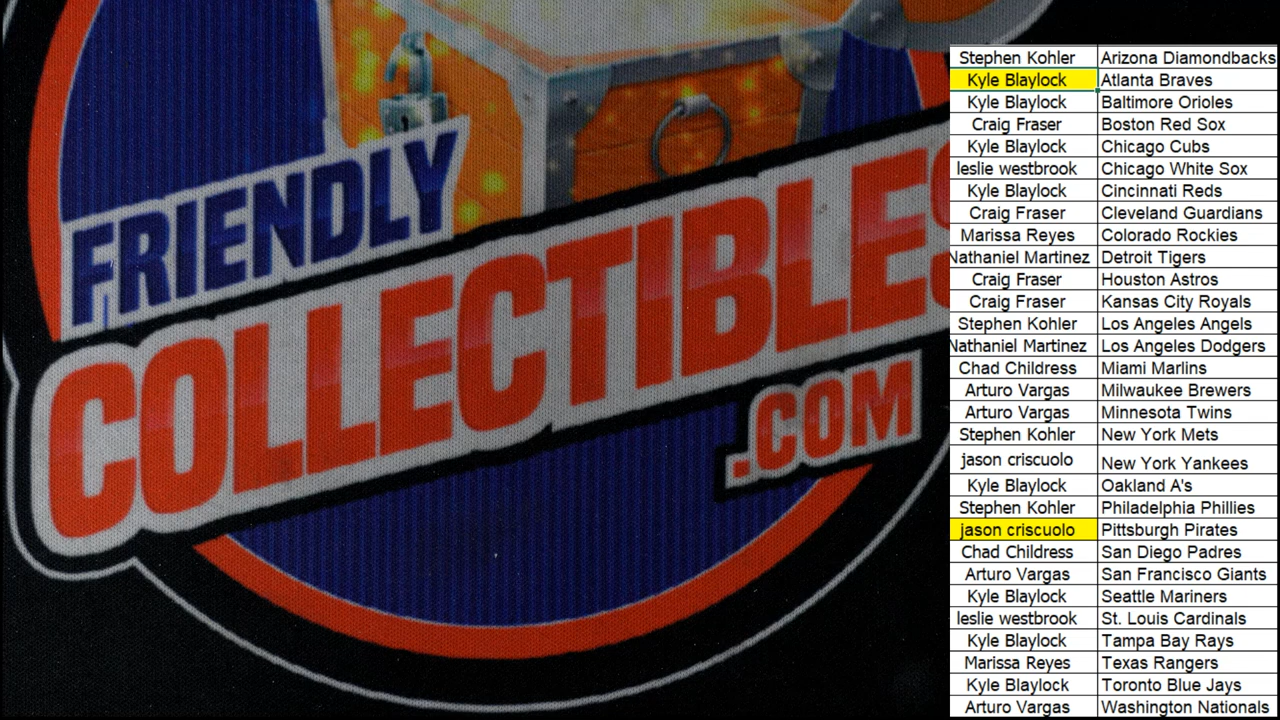 FRIENDLY
COLLECTIBLES
.COM
Stephen Kohler Arizona Diamondbacks
Kyle Blaylock Atlanta Braves
Kyle Blaylock Baltimore Orioles
Craig Fraser Boston Red Sox
Kyle Blaylock Chicago Cubs
leslie westbrook Chicago White Sox
Kyle Blaylock Cincinnati Reds
Craig Fraser Cleveland Guardians
Marissa Reyes Colorado Rockies
Nathaniel Martinez Detroit Tigers
Craig Fraser Houston Astros
Craig Fraser Kansas City Royals
Stephen Kohler Los Angeles Angels
Nathaniel Martinez Los Angeles Dodgers
Chad Childress Miami Marlins
Arturo Vargas Milwaukee Brewers
Arturo Vargas Minnesota Twins
Stephen Kohler New York Mets
jason criscuolo New York Yankees
Kyle Blaylock Oakland A's
Stephen Kohler Philadelphia Phillies
jason criscuolo Pittsburgh Pirates
Chad Childress San Diego Padres
Arturo Vargas San Francisco Giants
Kyle Blaylock Seattle Mariners
leslie westbrook St. Louis Cardinals
Kyle Blaylock Tampa Bay Rays
Marissa Reyes Texas Rangers
Kyle Blaylock Toronto Blue Jays
Arturo Vargas Washington Nationals